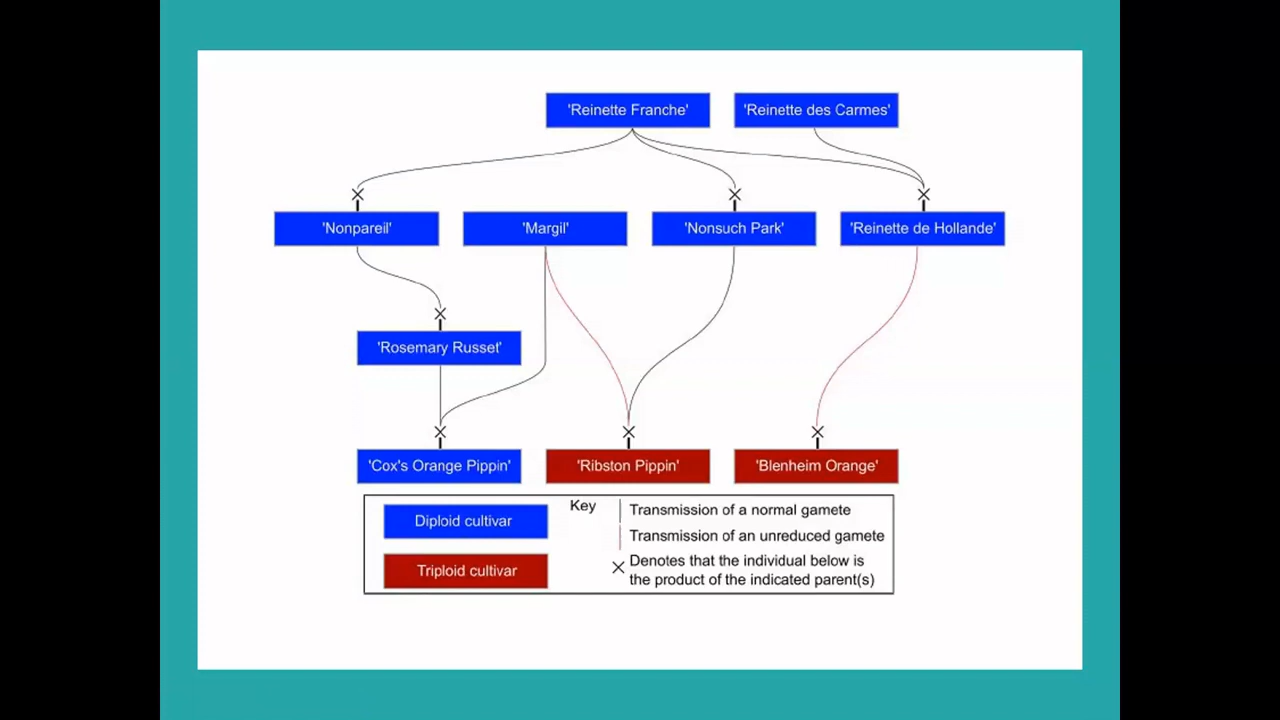 'Reinette Franche'
'Reinette des Carmes'
'Nonpareil'
'Margil'
'Nonsuch Park'
'Reinette de Hollande'
'Rosemary Russet'
'Cox's Orange Pippin'
'Ribston Pippin'
'Blenheim Orange'
Key
Diploid cultivar
Triploid cultivar
Transmission of a normal gamete
Transmission of an unreduced gamete
Denotes that the individual below is
the product of the indicated parent(s)